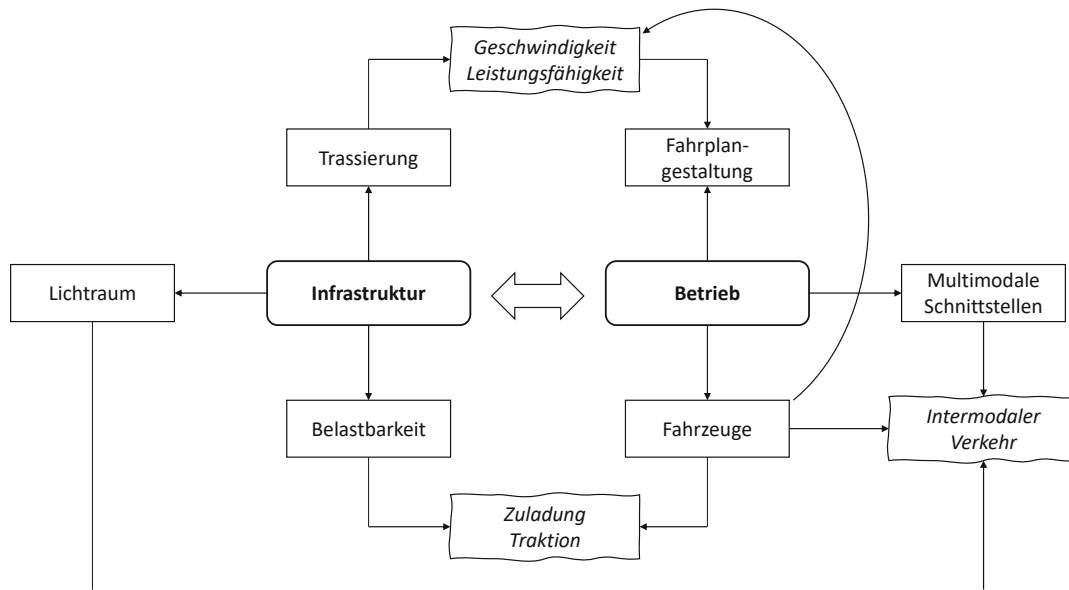 Geschwindigkeit
Leistungsfähigkeit
Trassierung
Fahrplan-
gestaltung
Lichtraum
Infrastruktur
Betrieb
Multimodale
Schnittstellen
Belastbarkeit
Fahrzeuge
Intermodaler
Verkehr
Zuladung
Traktion